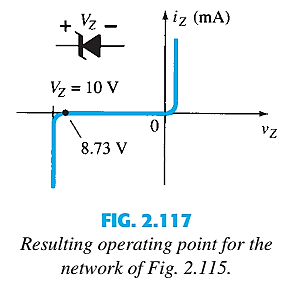 + V_Z −
i_Z (mA)
V_Z = 10 V
0
v_Z
8.73 V
FIG. 2.117
Resulting operating point for the
network of Fig. 2.115.